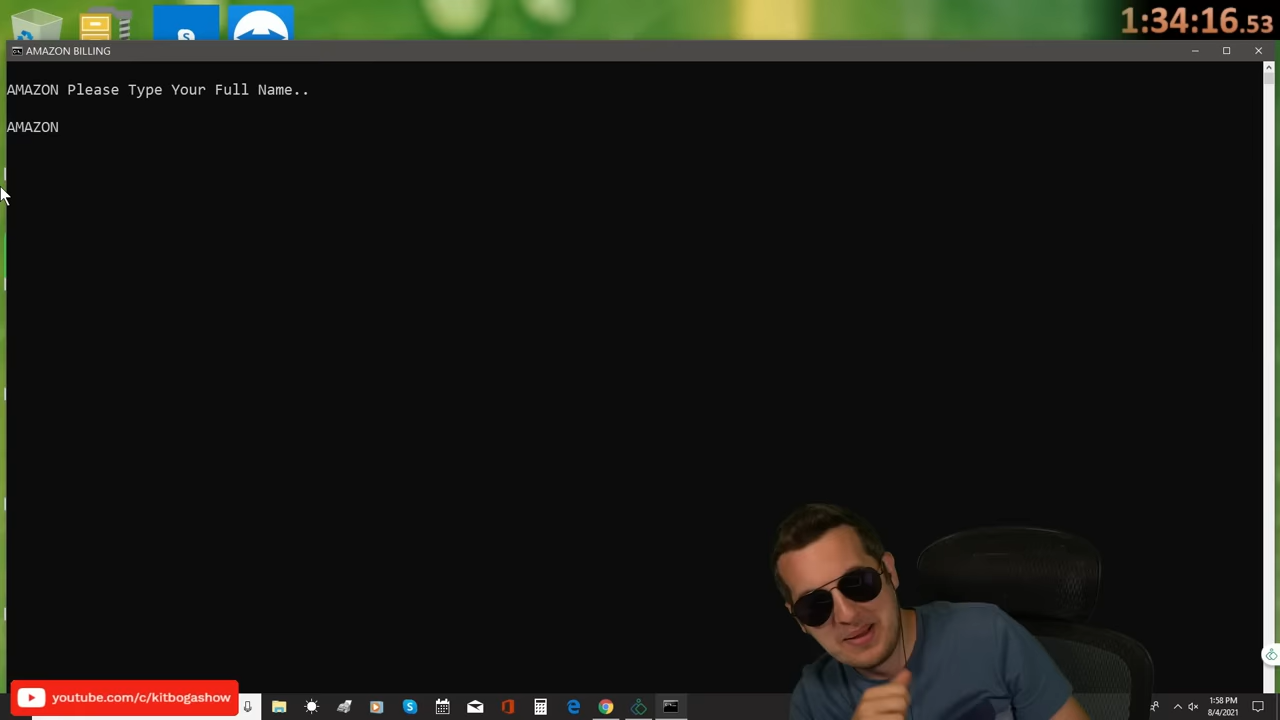 1:34:16.53
AMAZON BILLING
AMAZON Please Type Your Full Name..
AMAZON
youtube.com/c/kitbogashow
1:58 PM
8/4/2021